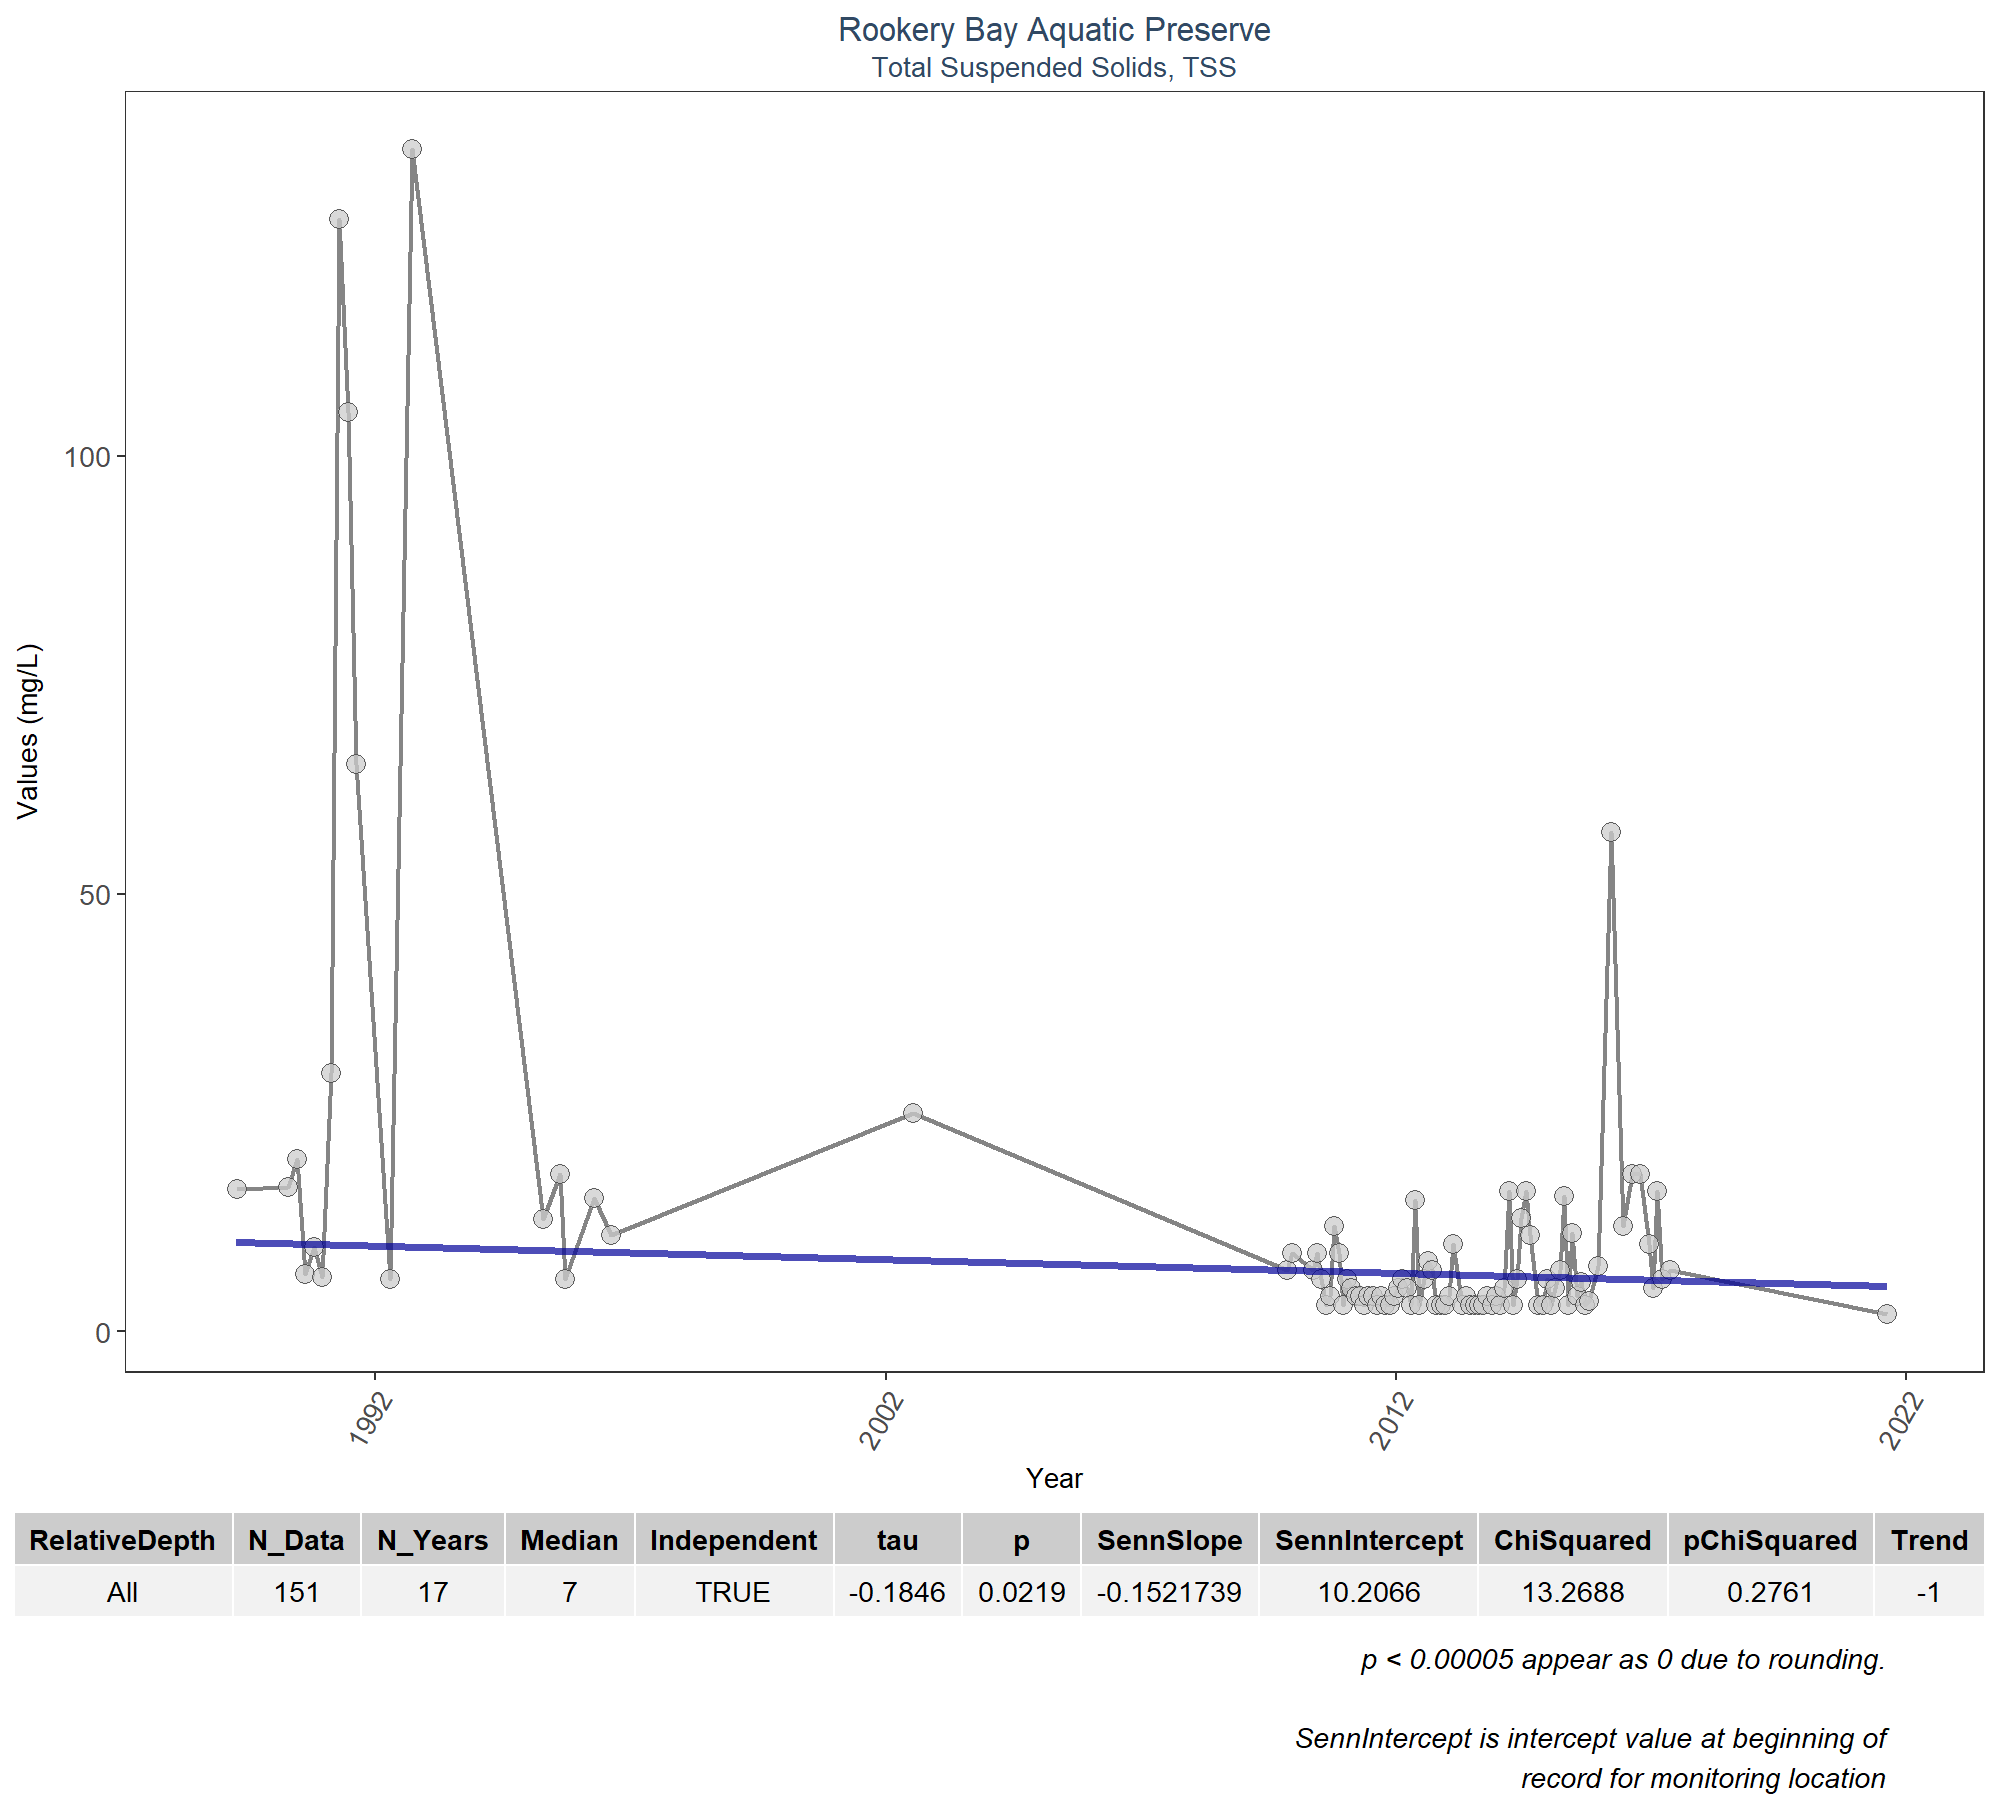 Rookery Bay Aquatic Preserve
Total Suspended Solids, TSS
Values (mg/L)
100
50
0
1992 2002 2012 2022
Year
RelativeDepth N_Data N_Years Median Independent tau p SennSlope SennIntercept ChiSquared pChiSquared Trend
All 151 17 7 TRUE -0.1846 0.0219 -0.1521739 10.2066 13.2688 0.2761 -1
p < 0.00005 appear as 0 due to rounding.
SennIntercept is intercept value at beginning of
record for monitoring location